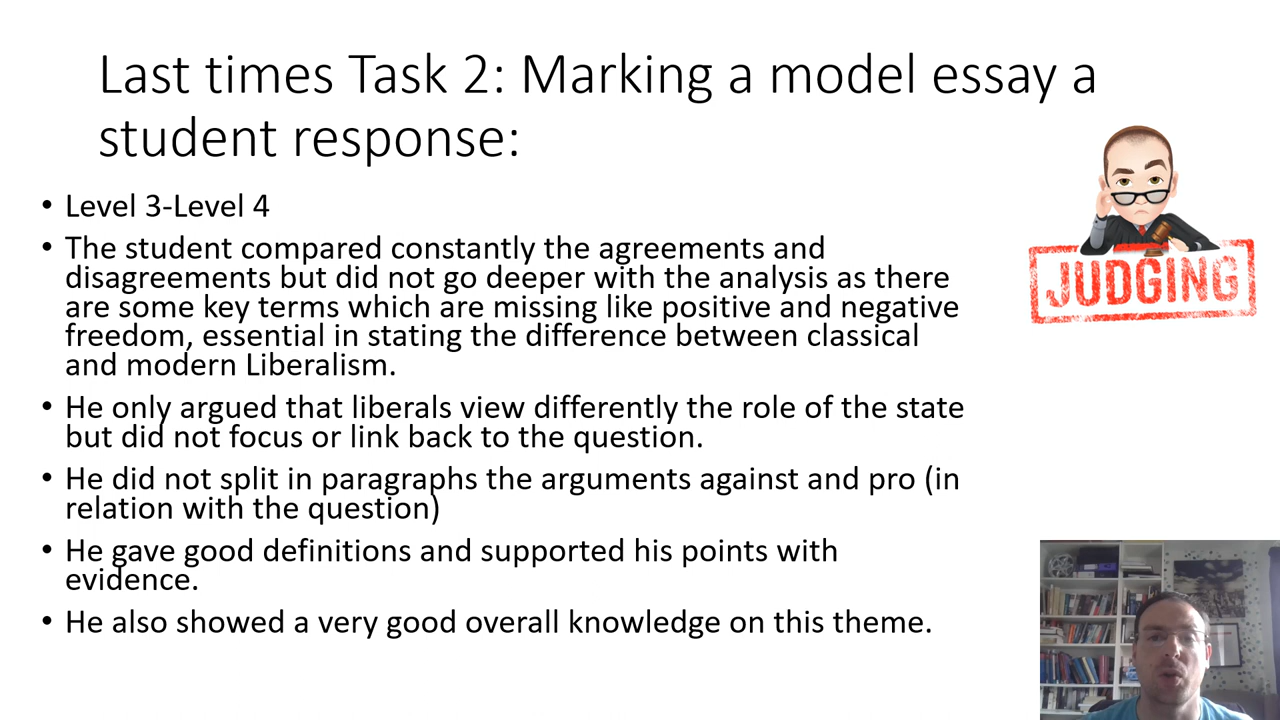 Last times Task 2: Marking a model essay a
student response:
• Level 3-Level 4
• The student compared constantly the agreements and
disagreements but did not go deeper with the analysis as there
are some key terms which are missing like positive and negative
freedom, essential in stating the difference between classical
and modern Liberalism.
• He only argued that liberals view differently the role of the state
but did not focus or link back to the question.
• He did not split in paragraphs the arguments against and pro (in
relation with the question)
• He gave good definitions and supported his points with
evidence.
• He also showed a very good overall knowledge on this theme.
JUDGING